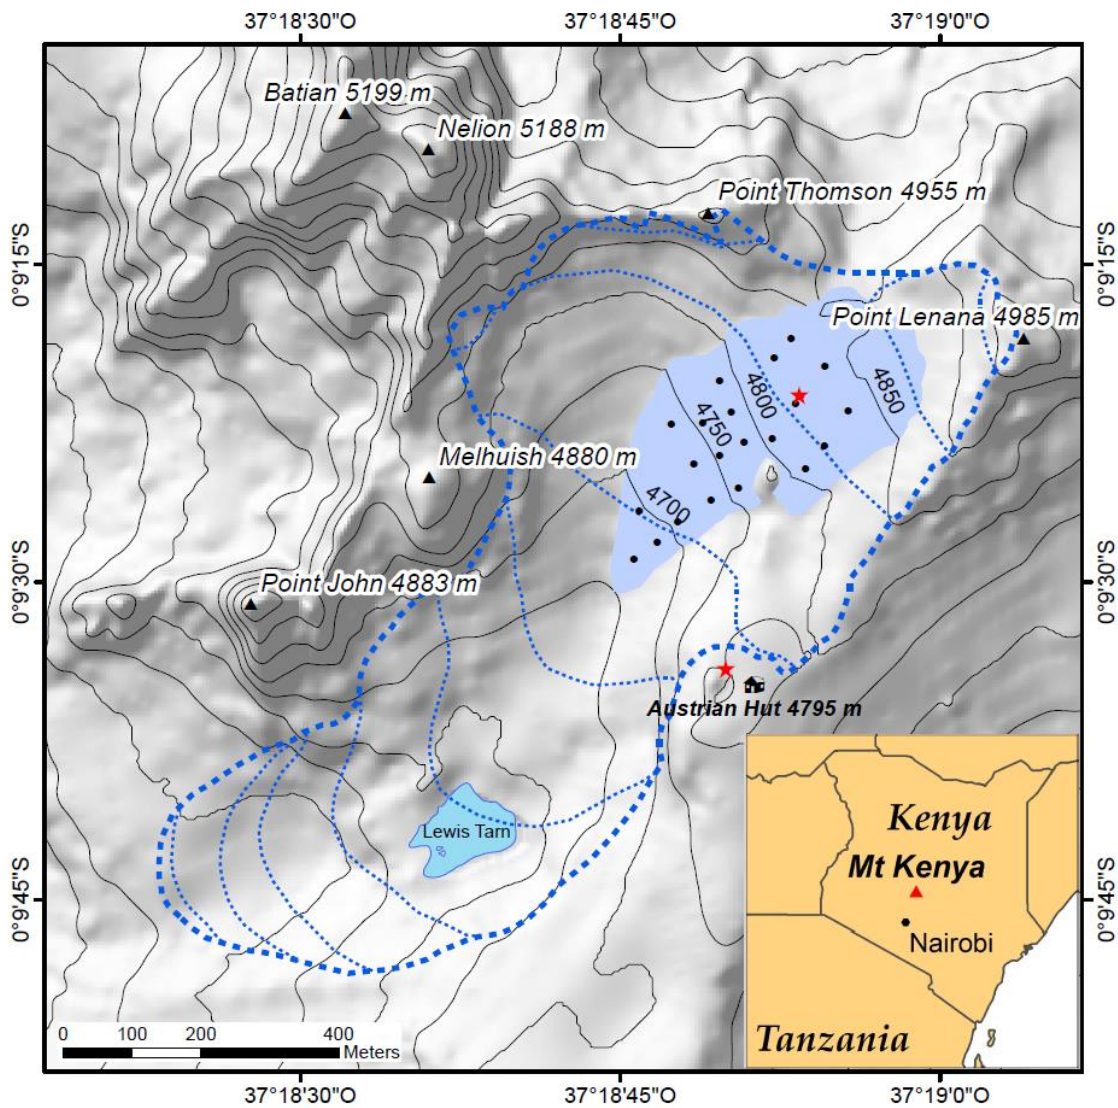 37°18'30"O 37°18'45"O 37°19'0"O
Batian 5199 m
Nelion 5188 m
Point Thomson 4955 m
0°9'15"S 0°9'15"S
Point Lenana 4985 m
4850
4800
4750
Melhuish 4880 m
4700
0°9'30"S 0°9'30"S
Point John 4883 m
Austrian Hut 4795 m
Lewis Tarn
Kenya
Mt Kenya
0°9'45"S 0°9'45"S
Nairobi
Tanzania
0 100 200 400
Meters
37°18'30"O 37°18'45"O 37°19'0"O